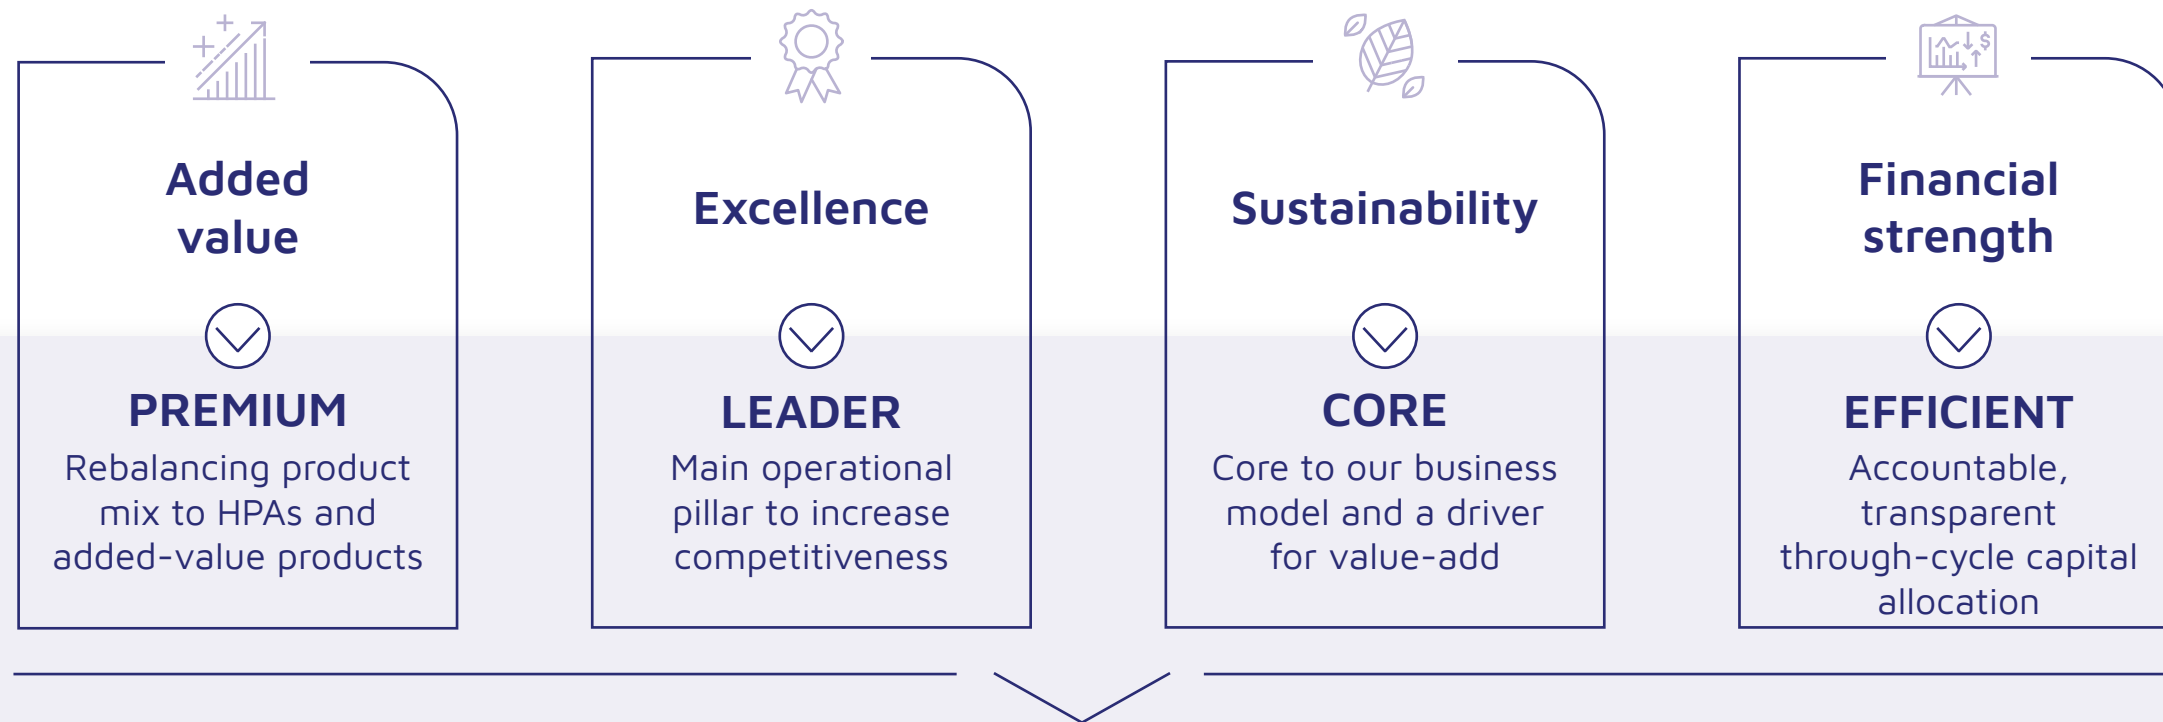 Added
value
PREMIUM
Rebalancing product
mix to HPAs and
added-value products
Excellence
LEADER
Main operational
pillar to increase
competitiveness
Sustainability
CORE
Core to our business
model and a driver
for value-add
Financial
strength
EFFICIENT
Accountable,
transparent
through-cycle capital
allocation